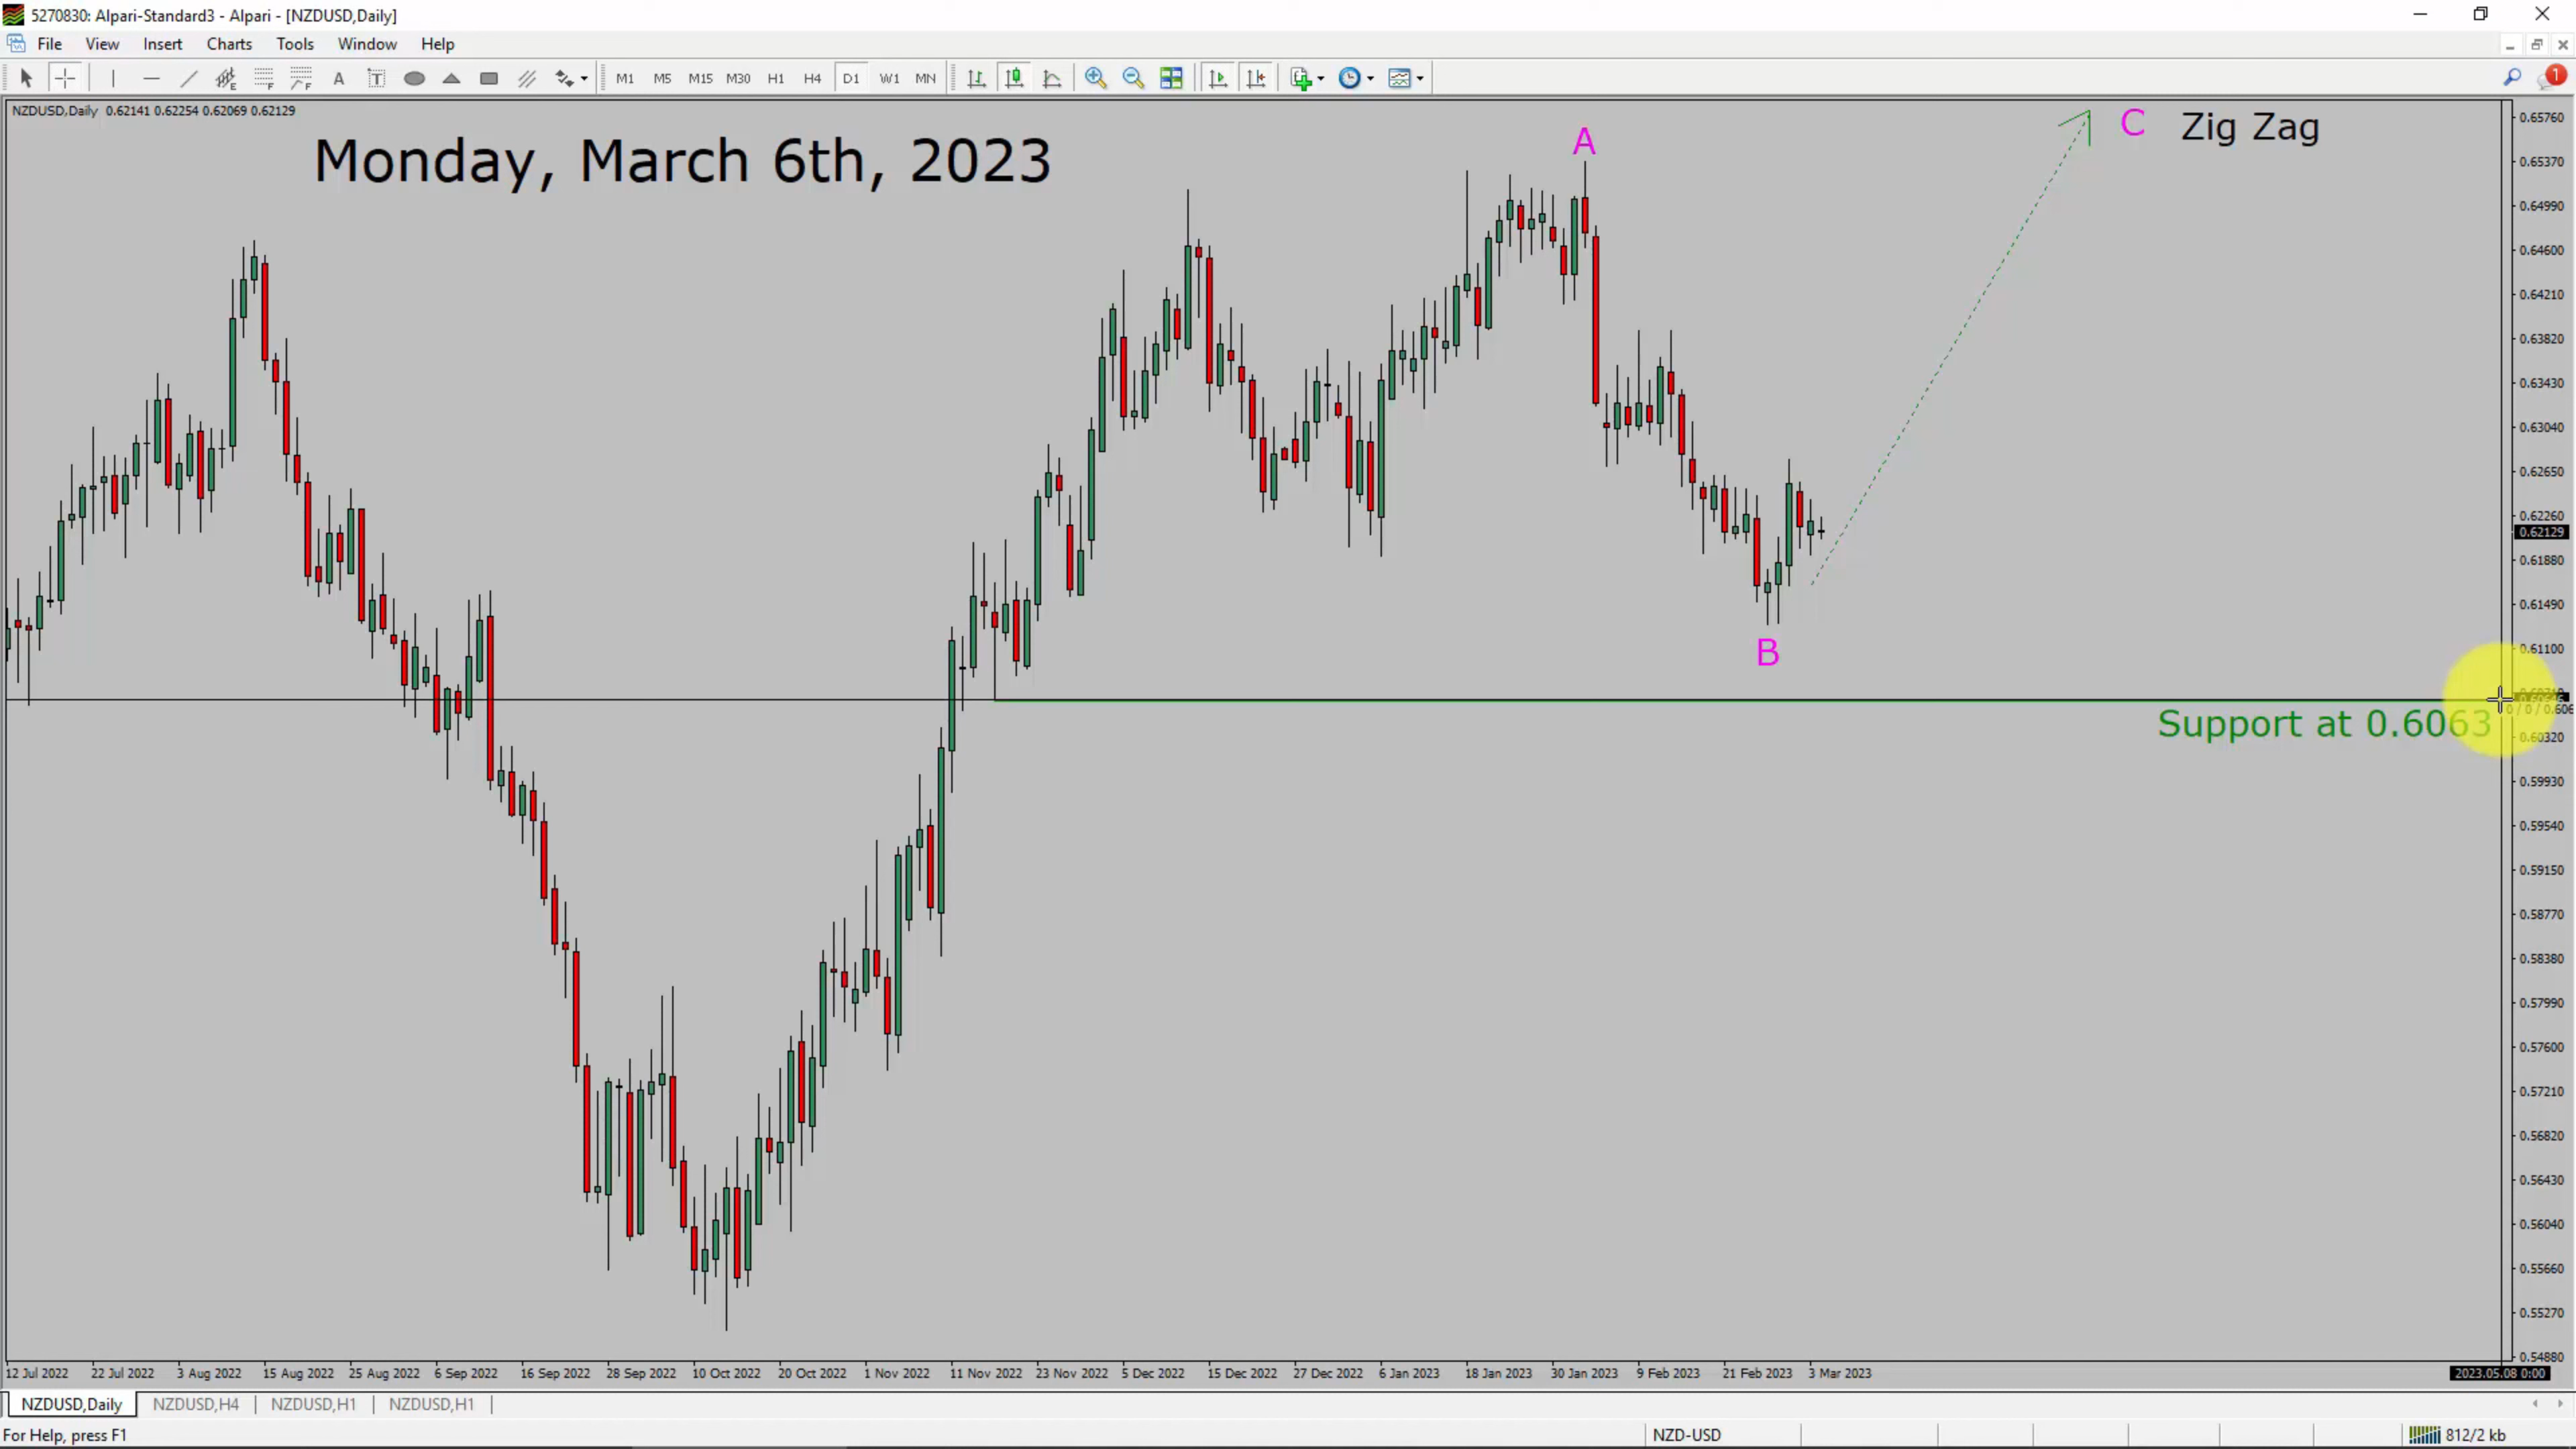 5270830: Alpari-Standard3 - Alpari - [NZDUSD,Daily]
File View Insert Charts Tools Window Help
A T M1 M5 M15 M30 H1 H4 D1 W1 MN 1
NZDUSD,Daily 0.62141 0.62254 0.62069 0.62129
Monday, March 6th, 2023
A
C Zig Zag
B
Support at 0.6063
0.65760
0.65370
0.64990
0.64600
0.64210
0.63820
0.63430
0.63040
0.62650
0.62260
0.62129
0.61880
0.61490
0.61100
0.60320
0.59930
0.59540
0.59150
0.58770
0.58380
0.57990
0.57600
0.57210
0.56820
0.56430
0.56040
0.55660
0.55270
0.54880
12 Jul 2022 22 Jul 2022 3 Aug 2022 15 Aug 2022 25 Aug 2022 6 Sep 2022 16 Sep 2022 28 Sep 2022 10 Oct 2022 20 Oct 2022 1 Nov 2022 11 Nov 2022 23 Nov 2022 5 Dec 2022 15 Dec 2022 27 Dec 2022 6 Jan 2023 18 Jan 2023 30 Jan 2023 9 Feb 2023 21 Feb 2023 3 Mar 2023 2023.05.08 0:00
NZDUSD,Daily NZDUSD,H4 NZDUSD,H1 NZDUSD,H1
For Help, press F1 NZD-USD 812/2 kb